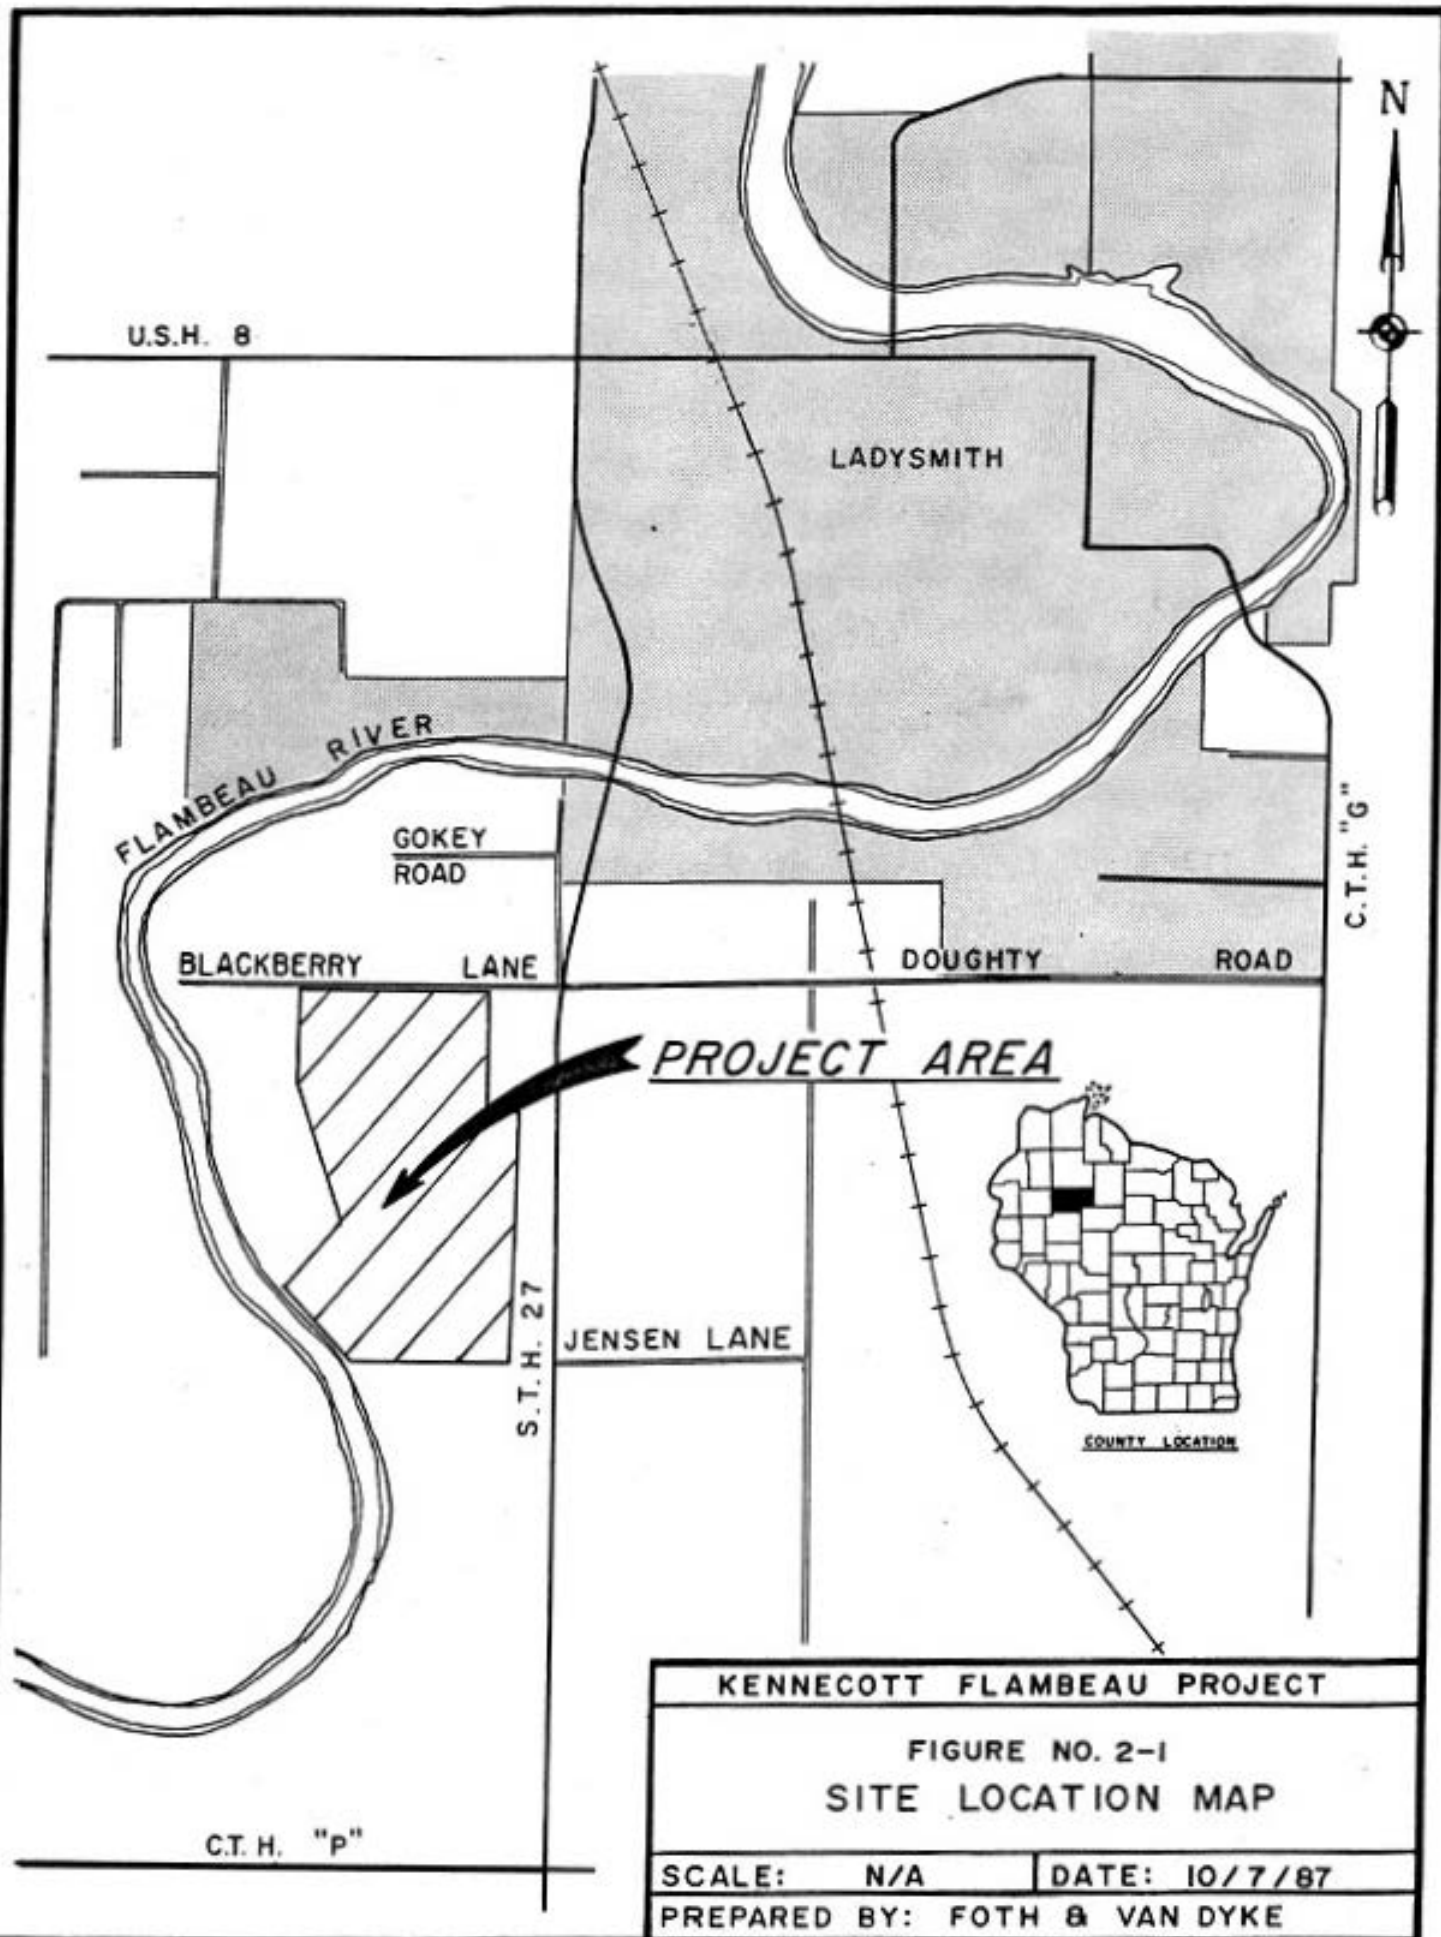 N
U.S.H. 8
LADYSMITH
FLAMBEAU RIVER
GOKEY
ROAD
C.T.H. "G"
BLACKBERRY LANE
DOUGHTY ROAD
PROJECT AREA
S.T.H. 27
JENSEN LANE
COUNTY LOCATION
C.T.H. "P"
KENNECOTT FLAMBEAU PROJECT
FIGURE NO. 2-1
SITE LOCATION MAP
SCALE: N/A
DATE: 10/7/87
PREPARED BY: FOTH & VAN DYKE